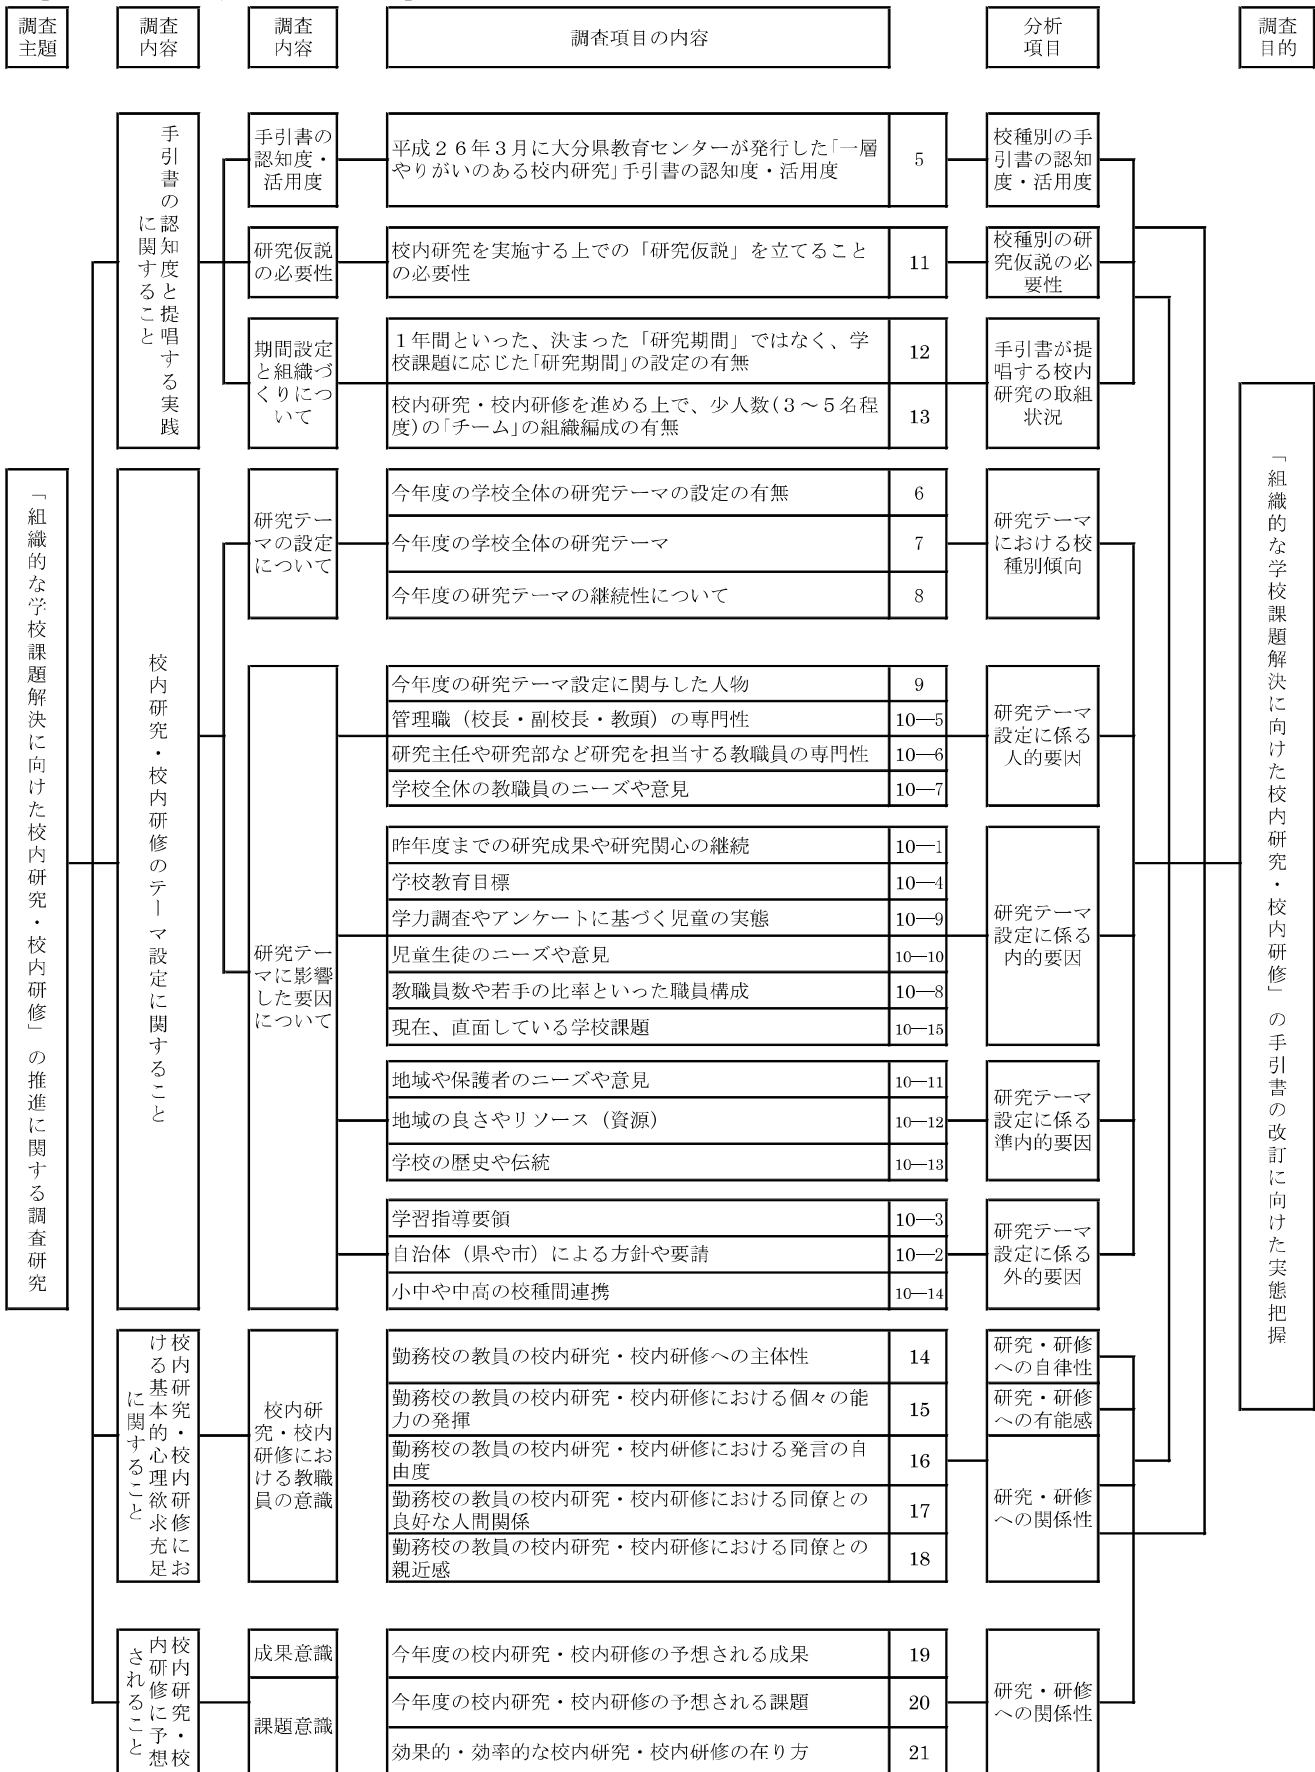 調査
主題
調査
内容
調査
内容
調査項目の内容
分析
項目
調査
目的
「組織的な学校課題解決に向けた校内研究・校内研修」の推進に関する調査研究
手引書の認知度と提唱する実践
に関すること
手引書の
認知度・
活用度
平成26年3月に大分県教育センターが発行した「一層
やりがいのある校内研究」手引書の認知度・活用度
5
校種別の手
引書の認知
度・活用度
研究仮説
の必要性
校内研究を実施する上での「研究仮説」を立てること
の必要性
11
校種別の研
究仮説の必
要性
期間設定
と組織づ
くりにつ
いて
1年間といった、決まった「研究期間」ではなく、学
校課題に応じた「研究期間」の設定の有無
12
校内研究・校内研修を進める上で、少人数(3~5名程
度)の「チーム」の組織編成の有無
13
手引書が提
唱する校内
研究の取組
状況
校内研究・校内研修のテーマ設定に関すること
研究テー
マの設定
について
今年度の学校全体の研究テーマの設定の有無
6
今年度の学校全体の研究テーマ
7
今年度の研究テーマの継続性について
8
研究テーマ
における校
種別傾向
研究テー
マに影響
した要因
について
今年度の研究テーマ設定に関与した人物
9
管理職(校長・副校長・教頭)の専門性
10―5
研究主任や研究部など研究を担当する教職員の専門性
10―6
学校全体の教職員のニーズや意見
10―7
研究テーマ
設定に係る
人的要因
昨年度までの研究成果や研究関心の継続
10―1
学校教育目標
10―4
学力調査やアンケートに基づく児童の実態
10―9
児童生徒のニーズや意見
10―10
教職員数や若手の比率といった職員構成
10―8
現在、直面している学校課題
10―15
研究テーマ
設定に係る
内的要因
地域や保護者のニーズや意見
10―11
地域の良さやリソース(資源)
10―12
学校の歴史や伝統
10―13
研究テーマ
設定に係る
準内的要因
学習指導要領
10―3
自治体(県や市)による方針や要請
10―2
小中や中高の校種間連携
10―14
研究テーマ
設定に係る
外的要因
校内研究・校内研修にお
ける基本的心理欲求充足
に関すること
校内研
究・校内
研修にお
ける教職
員の意識
勤務校の教員の校内研究・校内研修への主体性
14
研究・研修
への自律性
勤務校の教員の校内研究・校内研修における個々の能
力の発揮
15
研究・研修
への有能感
勤務校の教員の校内研究・校内研修における発言の自
由度
16
勤務校の教員の校内研究・校内研修における同僚との
良好な人間関係
17
勤務校の教員の校内研究・校内研修における同僚との
親近感
18
研究・研修
への関係性
校内研究・校
内研修に予想
されること
成果意識
今年度の校内研究・校内研修の予想される成果
19
課題意識
今年度の校内研究・校内研修の予想される課題
20
効果的・効率的な校内研究・校内研修の在り方
21
研究・研修
への関係性
「組織的な学校課題解決に向けた校内研究・校内研修」の手引書の改訂に向けた実態把握